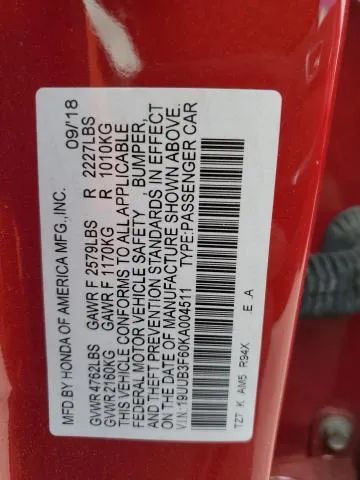 MFD.BY HONDA OF AMERICA MFG.,INC. 09/18
GVWR 4762LBS GAWR F 2579LBS R 2227LBS
GVWR 2160KG GAWR F 1170KG R 1010KG
THIS VEHICLE CONFORMS TO ALL APPLICABLE
FEDERAL MOTOR VEHICLE SAFETY , BUMPER,
AND THEFT PREVENTION STANDARDS IN EFFECT
ON THE DATE OF MANUFACTURE SHOWN ABOVE.
V.I.N:19UUB3F60KA004511 TYPE:PASSENGER CAR
TZ7 K AM5 R94X E A